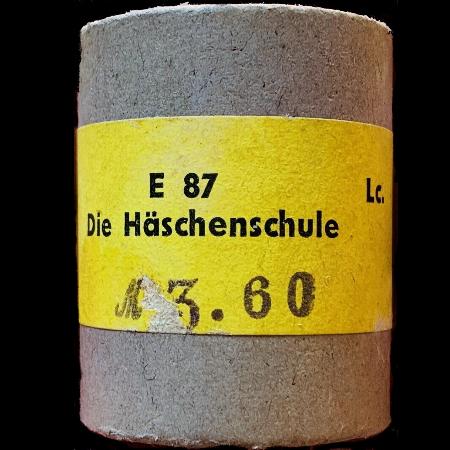 E 87 Lc.
Die Häschenschule
M 3.60